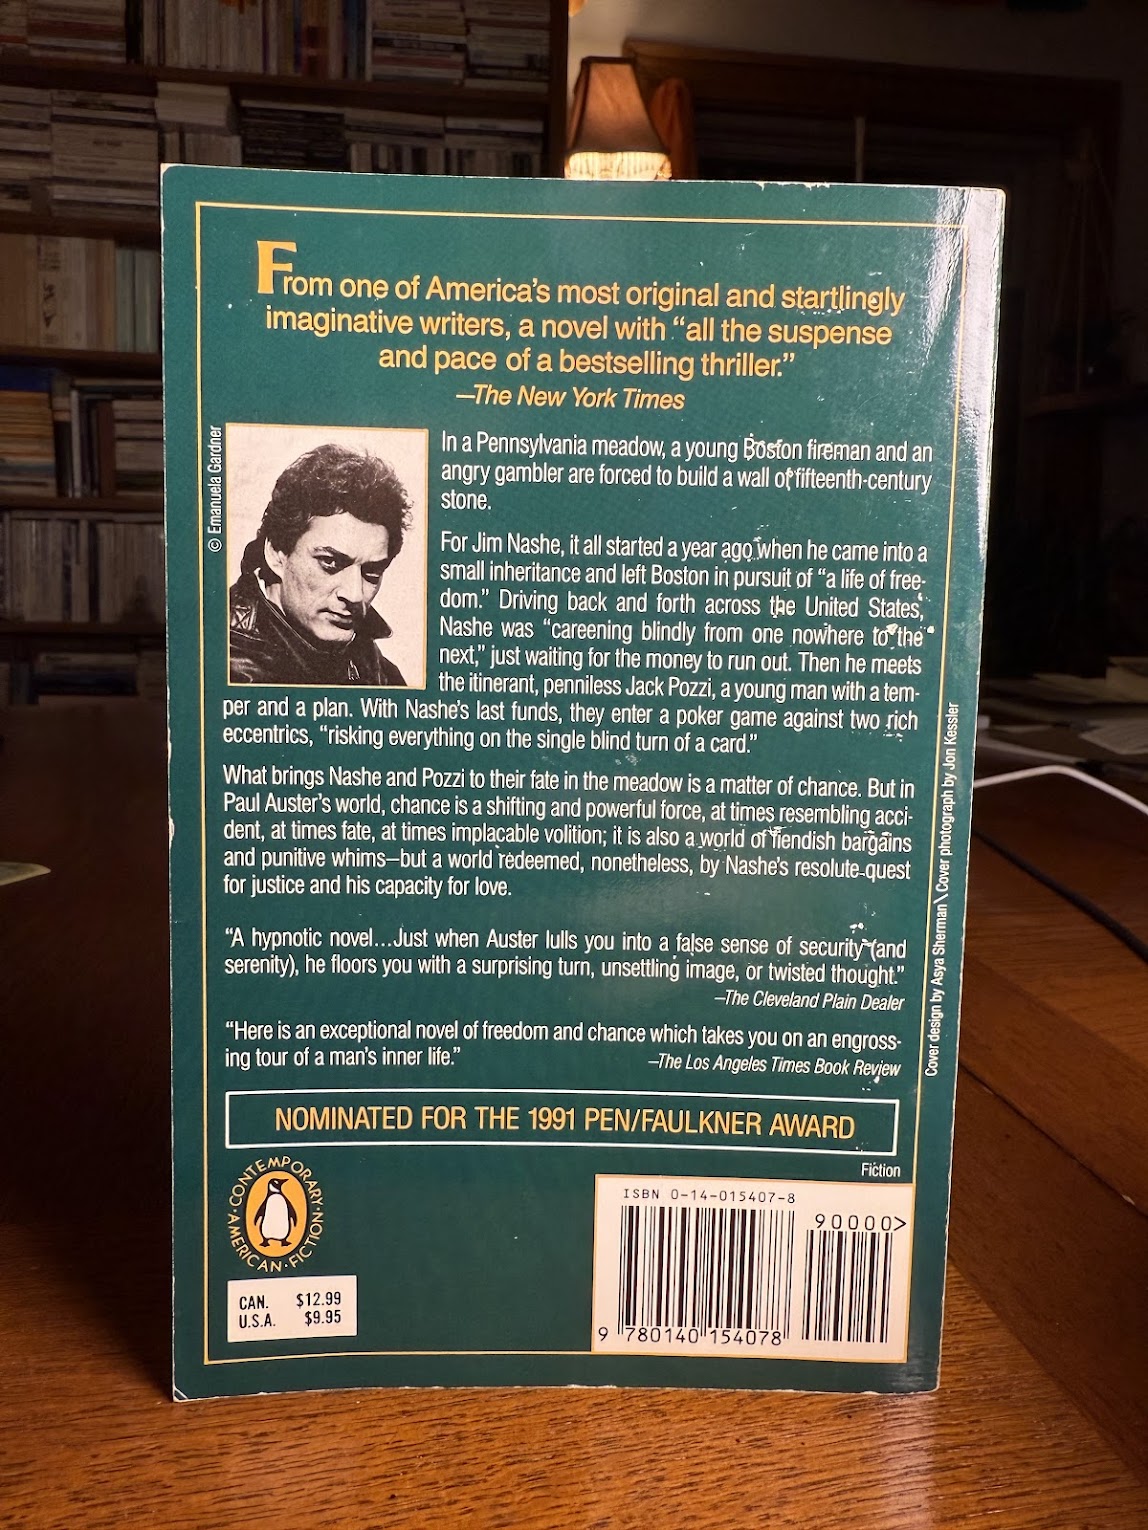 From one of America's most original and startlingly
imaginative writers, a novel with "all the suspense
and pace of a bestselling thriller."
—The New York Times
© Emanuela Gardner
In a Pennsylvania meadow, a young Boston fireman and an
angry gambler are forced to build a wall of fifteenth-century
stone.
For Jim Nashe, it all started a year ago when he came into a
small inheritance and left Boston in pursuit of "a life of free-
dom." Driving back and forth across the United States,
Nashe was "careening blindly from one nowhere to the
next," just waiting for the money to run out. Then he meets
the itinerant, penniless Jack Pozzi, a young man with a tem-
per and a plan. With Nashe's last funds, they enter a poker game against two rich
eccentrics, "risking everything on the single blind turn of a card."
What brings Nashe and Pozzi to their fate in the meadow is a matter of chance. But in
Paul Auster's world, chance is a shifting and powerful force, at times resembling acci-
dent, at times fate, at times implacable volition; it is also a world of fiendish bargains
and punitive whims—but a world redeemed, nonetheless, by Nashe's resolute quest
for justice and his capacity for love.
"A hypnotic novel...Just when Auster lulls you into a false sense of security (and
serenity), he floors you with a surprising turn, unsettling image, or twisted thought."
—The Cleveland Plain Dealer
"Here is an exceptional novel of freedom and chance which takes you on an engross-
ing tour of a man's inner life."
—The Los Angeles Times Book Review
Cover design by Asya Sherman \ Cover photograph by Jon Kessler
NOMINATED FOR THE 1991 PEN/FAULKNER AWARD
Fiction
·CONTEMPORARY·
AMERICAN·FICTION
CAN. $12.99
U.S.A. $9.95
ISBN 0-14-015407-8
90000>
9 780140 154078